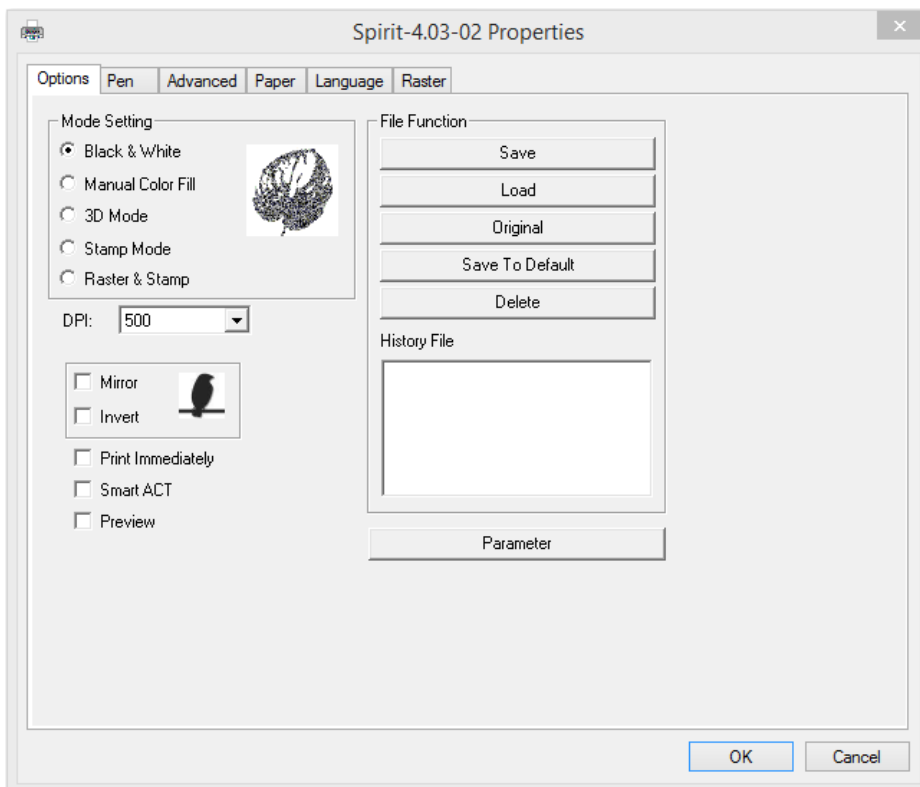 Spirit-4.03-02 Properties
Options Pen Advanced Paper Language Raster
Mode Setting
Black & White
Manual Color Fill
3D Mode
Stamp Mode
Raster & Stamp
DPI: 500
Mirror
Invert
Print Immediately
Smart ACT
Preview
File Function
Save
Load
Original
Save To Default
Delete
History File
Parameter
OK Cancel